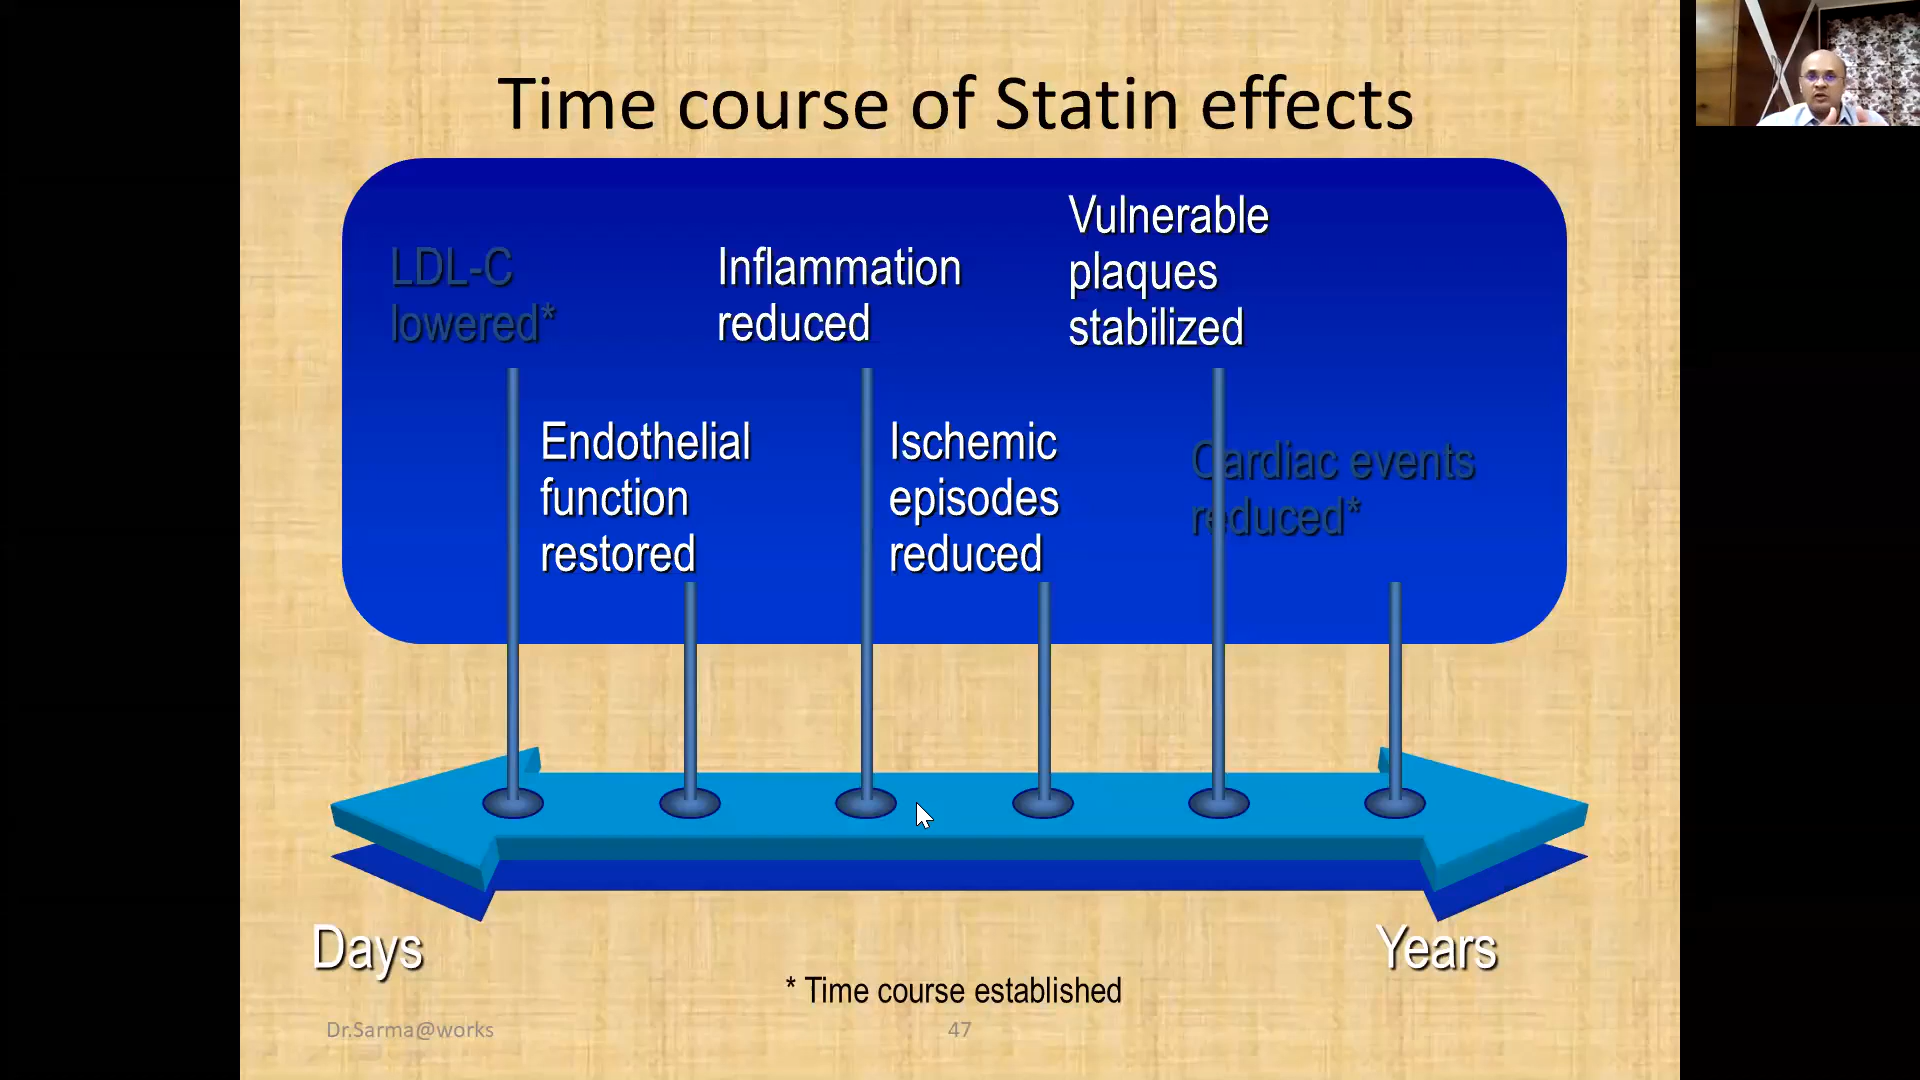 Time course of Statin effects
LDL-C
lowered*
Inflammation
reduced
Vulnerable
plaques
stabilized
Endothelial
function
restored
Ischemic
episodes
reduced
Cardiac events
reduced*
Days
Years
* Time course established
Dr.Sarma@works
47